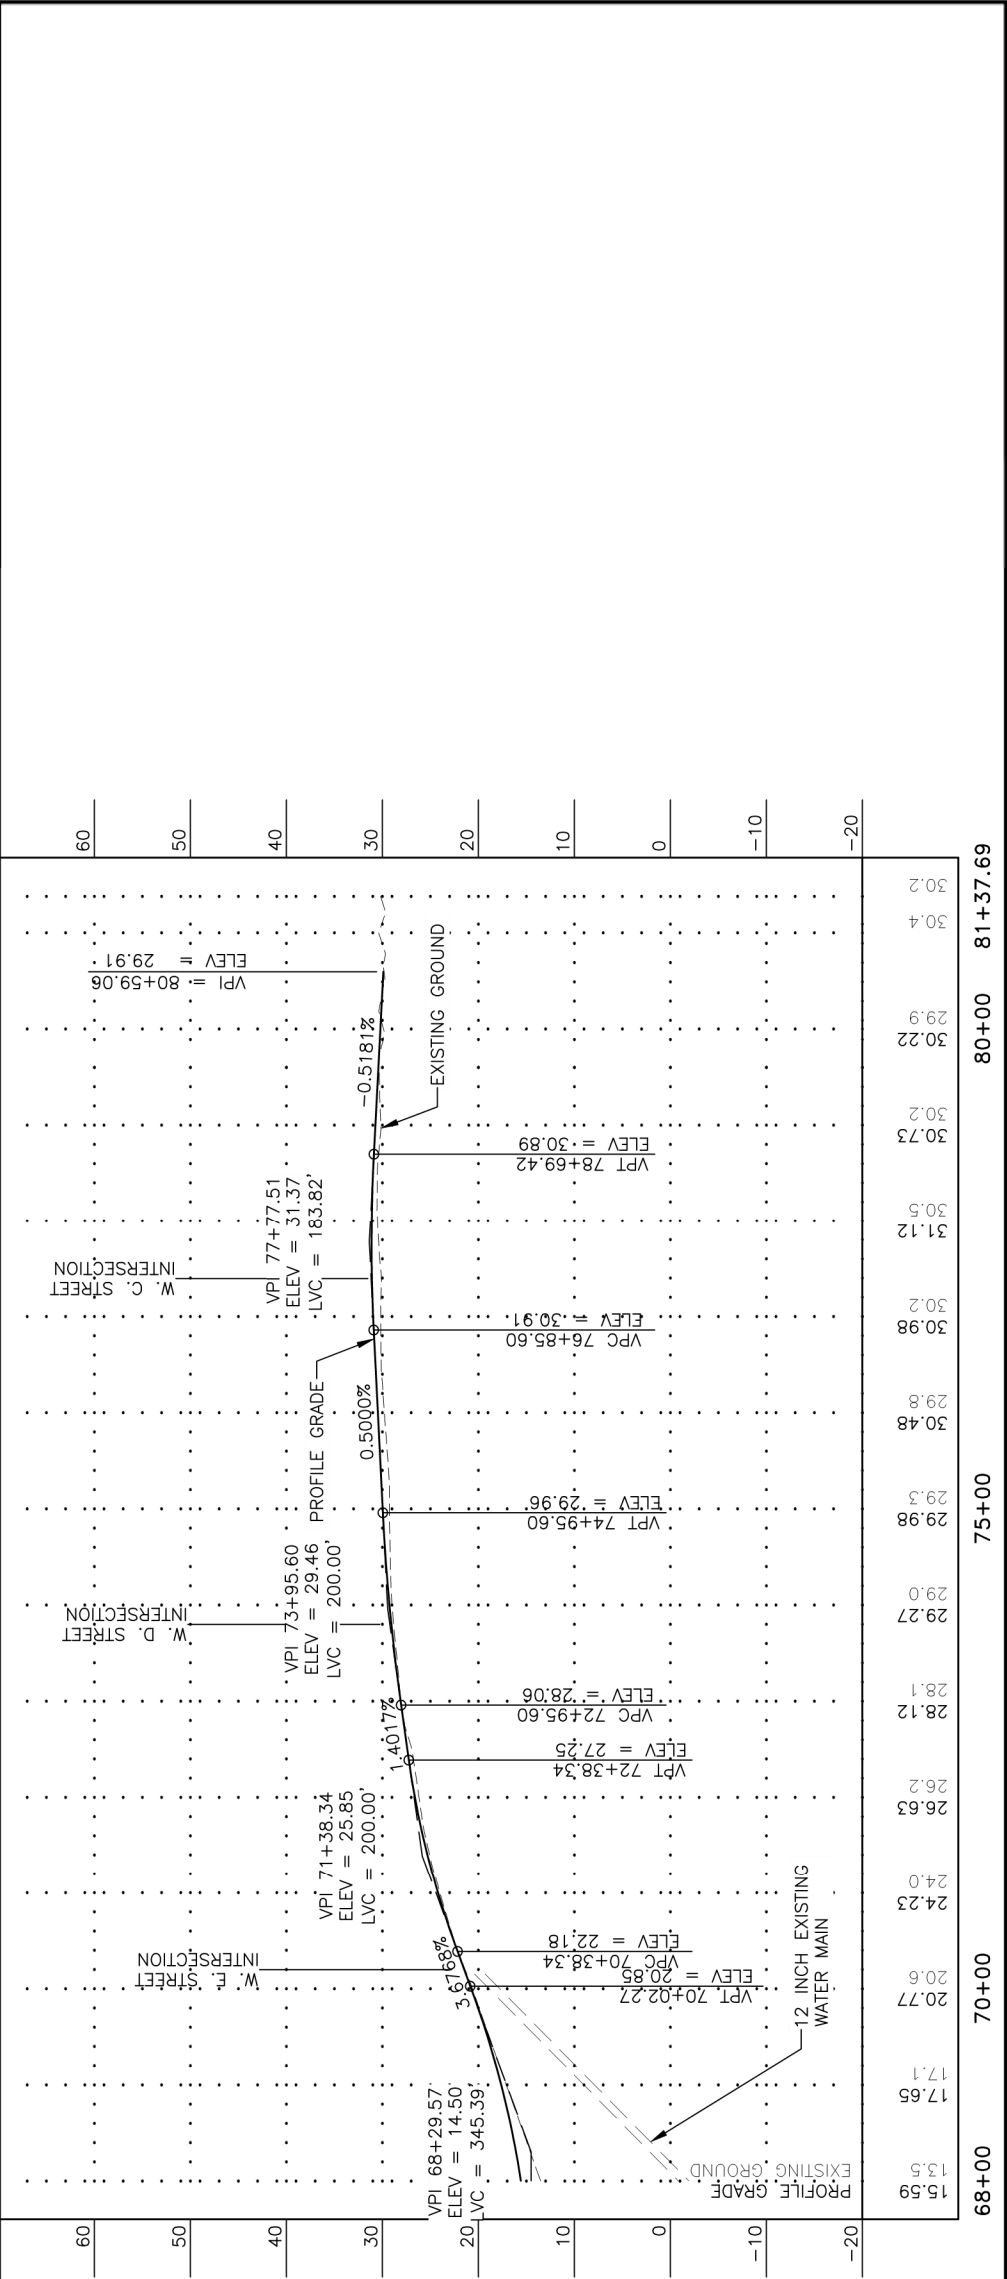 60
50
40
30
20
10
0
-10
-20
60
50
40
30
20
10
0
-10
-20
VPI 68+29.57
ELEV = 14.50
LVC = 345.39'
3.6768%
W. E. STREET
INTERSECTION
VPT 70+02.27
ELEV = 20.85
VPC 70+38.34
ELEV = 22.18
VPI 71+38.34
ELEV = 25.85
LVC = 200.00'
1.4017%
VPT 72+38.34
ELEV = 27.25
VPC 72+95.60
ELEV = 28.06
W. D. STREET
INTERSECTION
VPI 73+95.60
ELEV = 29.46
LVC = 200.00'
VPT 74+95.60
ELEV = 29.96
PROFILE GRADE
0.5000%
VPC 76+85.60
ELEV = 30.91
W. C. STREET
INTERSECTION
VPI 77+77.51
ELEV = 31.37
LVC = 183.82'
VPT 78+69.42
ELEV = 30.89
EXISTING GROUND
-0.5181%
VPI = 80+59.06
ELEV = 29.91
12 INCH EXISTING
WATER MAIN
PROFILE GRADE
EXISTING GROUND
15.59
13.5
17.65
17.1
20.77
20.6
24.23
24.0
26.63
26.2
28.12
28.1
29.27
29.0
29.98
29.3
30.48
29.8
30.98
30.2
31.12
30.5
30.73
30.2
30.22
29.9
30.4
30.2
68+00
70+00
75+00
80+00
81+37.69